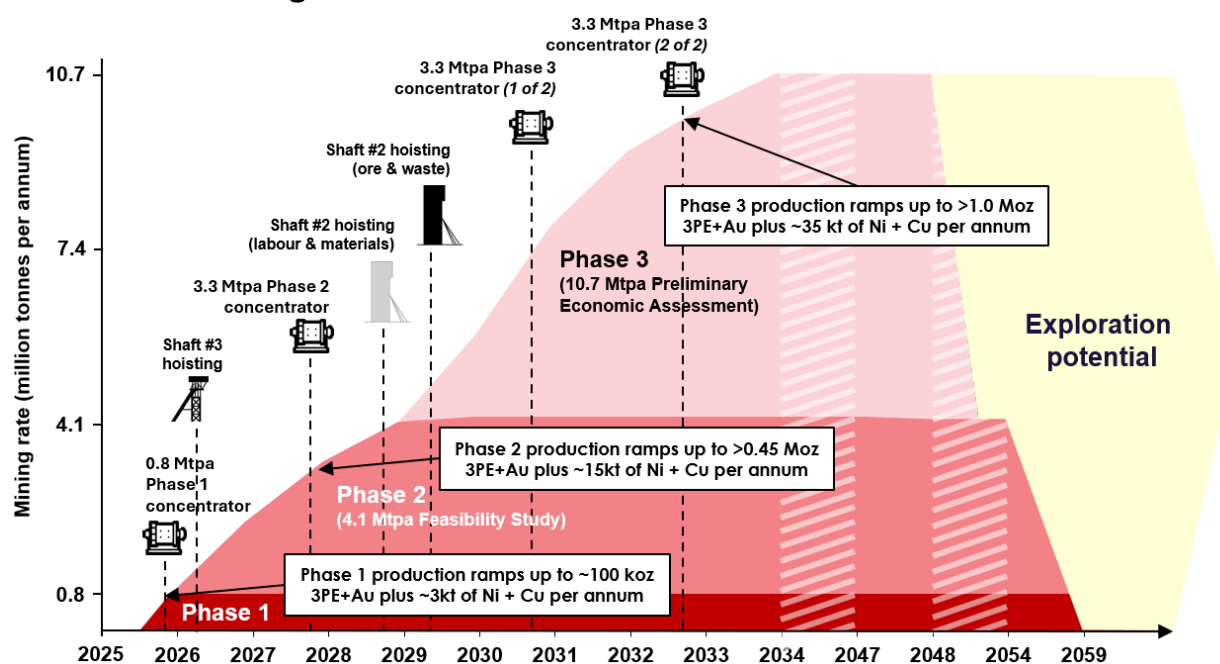 3.3 Mtpa Phase 3
concentrator (2 of 2)
10.7
3.3 Mtpa Phase 3
concentrator (1 of 2)
Shaft #2 hoisting
(ore & waste)
Phase 3 production ramps up to >1.0 Moz
3PE+Au plus ~35 kt of Ni + Cu per annum
Shaft #2 hoisting
(labour & materials)
7.4
Phase 3
(10.7 Mtpa Preliminary
Economic Assessment)
3.3 Mtpa Phase 2
concentrator
Exploration
potential
Shaft #3
hoisting
Mining rate (million tonnes per annum)
4.1
Phase 2 production ramps up to >0.45 Moz
3PE+Au plus ~15kt of Ni + Cu per annum
0.8 Mtpa
Phase 1
concentrator
Phase 2
(4.1 Mtpa Feasibility Study)
Phase 1 production ramps up to ~100 koz
3PE+Au plus ~3kt of Ni + Cu per annum
0.8
Phase 1
2025 2026 2027 2028 2029 2030 2031 2032 2033 2034 2047 2048 2054 2059